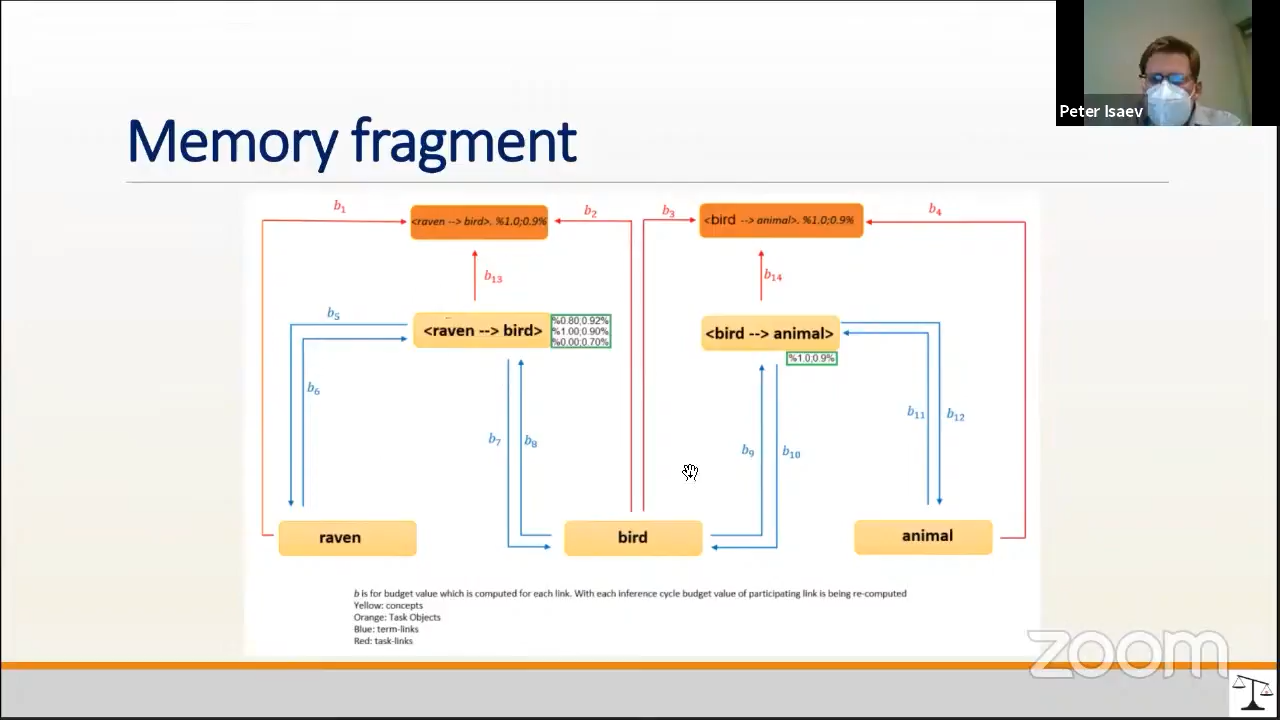 Peter Isaev
Memory fragment
b1
b2
b3
b4
<raven --> bird>. %1.0;0.9%
<bird --> animal>. %1.0;0.9%
b13
b14
b5
<raven --> bird>
%0.80;0.92%
%1.00;0.90%
%0.00;0.70%
<bird --> animal>
%1.0;0.9%
b6
b7
b8
b9
b10
b11
b12
raven
bird
animal
b is for budget value which is computed for each link. With each inference cycle budget value of participating link is being re-computed
Yellow: concepts
Orange: Task Objects
Blue: term-links
Red: task-links
zoom